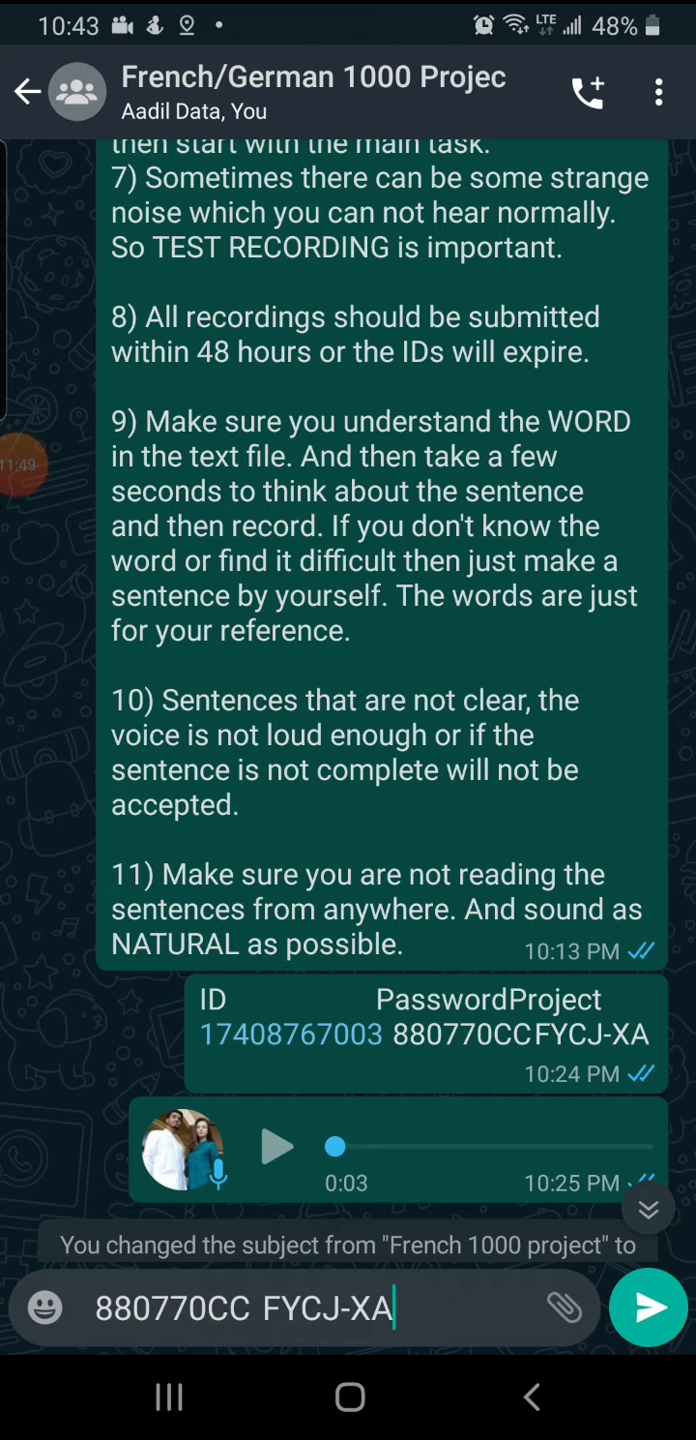 10:43 LTE 48%
French/German 1000 Projec
Aadil Data, You
then start with the main task.
7) Sometimes there can be some strange
noise which you can not hear normally.
So TEST RECORDING is important.
8) All recordings should be submitted
within 48 hours or the IDs will expire.
9) Make sure you understand the WORD
in the text file. And then take a few
seconds to think about the sentence
and then record. If you don't know the
word or find it difficult then just make a
sentence by yourself. The words are just
for your reference.
10) Sentences that are not clear, the
voice is not loud enough or if the
sentence is not complete will not be
accepted.
11) Make sure you are not reading the
sentences from anywhere. And sound as
NATURAL as possible. 10:13 PM
ID PasswordProject
17408767003 880770CCFYCJ-XA
10:24 PM
0:03 10:25 PM
You changed the subject from "French 1000 project" to
880770CC FYCJ-XA
11:49